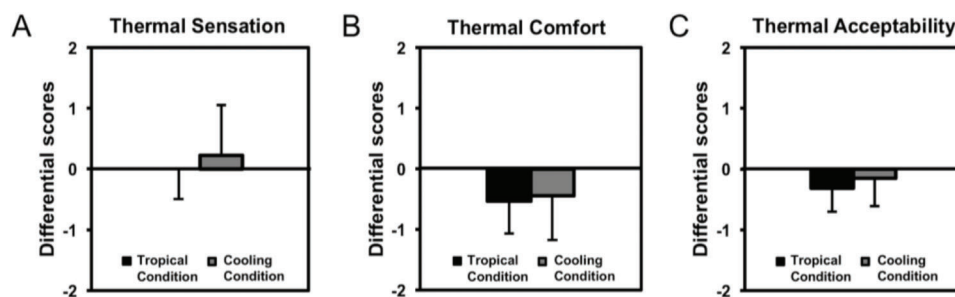 A
Thermal Sensation
Differential scores
2
1
0
-1
-2
Tropical Condition
Cooling Condition
B
Thermal Comfort
Differential scores
2
1
0
-1
-2
Tropical Condition
Cooling Condition
C
Thermal Acceptability
Differential scores
2
1
0
-1
-2
Tropical Condition
Cooling Condition